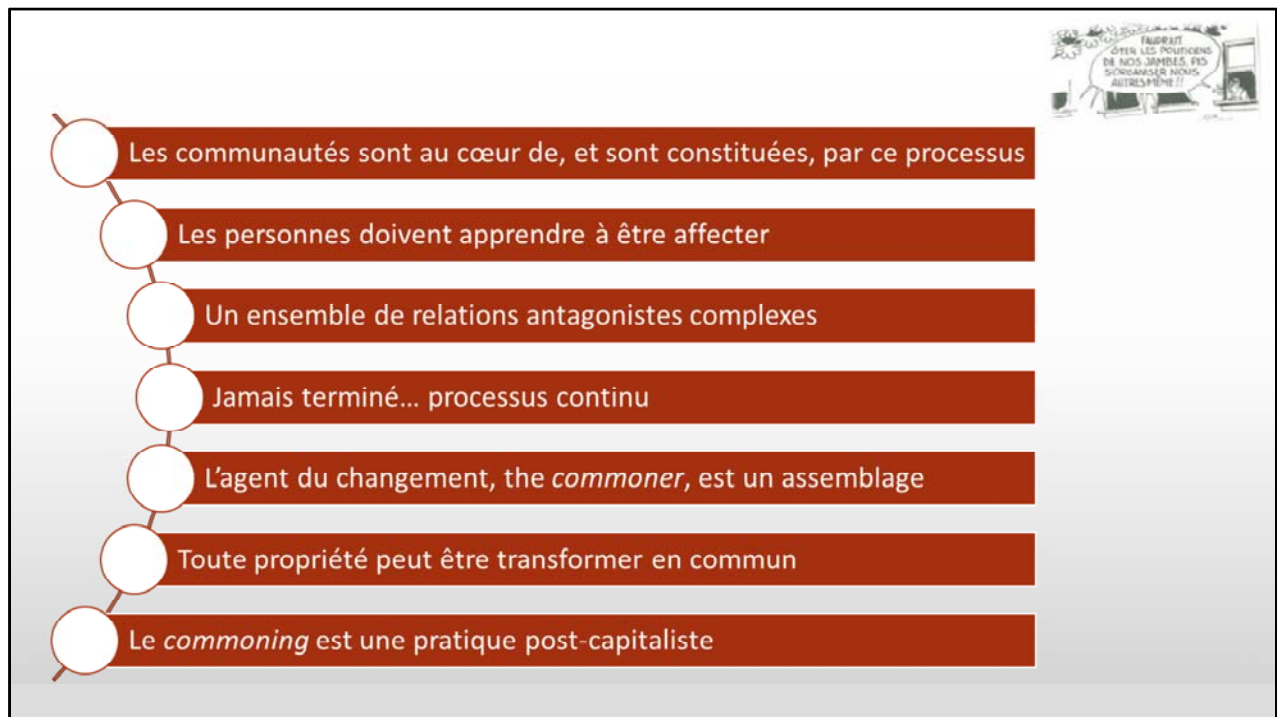 FAUDRAIT
ÔTER LES POLITICIENS
DE NOS JAMBES, PIS
S'ORGANISER NOUS
AUTRES MÊME!!
Les communautés sont au cœur de, et sont constituées, par ce processus
Les personnes doivent apprendre à être affecter
Un ensemble de relations antagonistes complexes
Jamais terminé… processus continu
L’agent du changement, the commoner, est un assemblage
Toute propriété peut être transformer en commun
Le commoning est une pratique post-capitaliste